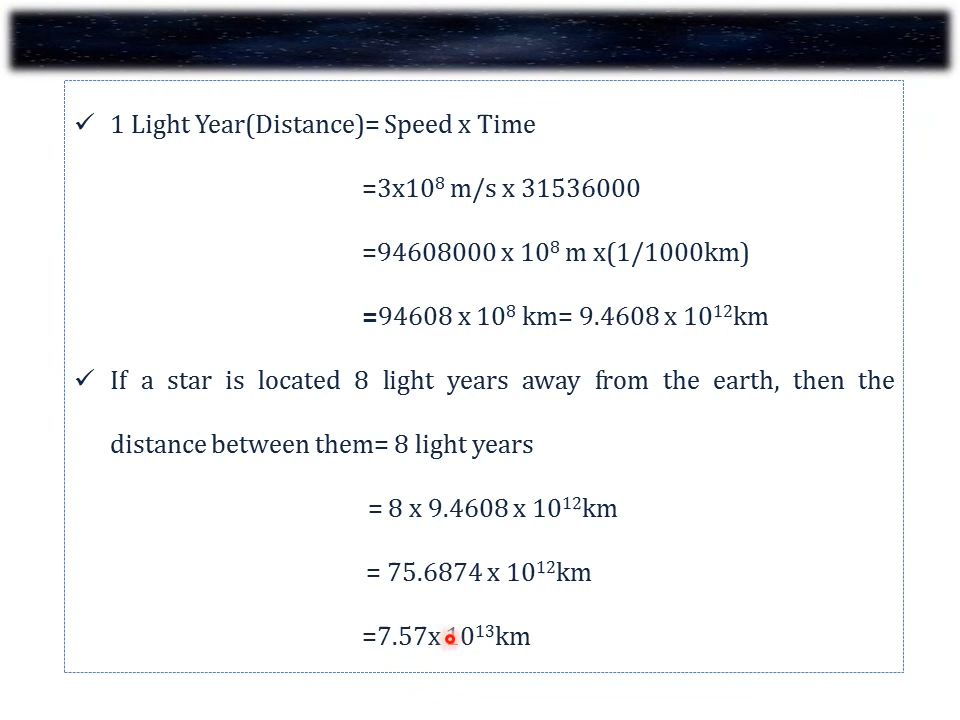 ✓ 1 Light Year(Distance)= Speed x Time
=3x10⁸ m/s x 31536000
=94608000 x 10⁸ m x(1/1000km)
=94608 x 10⁸ km= 9.4608 x 10¹²km
✓ If a star is located 8 light years away from the earth, then the
distance between them= 8 light years
= 8 x 9.4608 x 10¹²km
= 75.6874 x 10¹²km
=7.57x 10¹³km